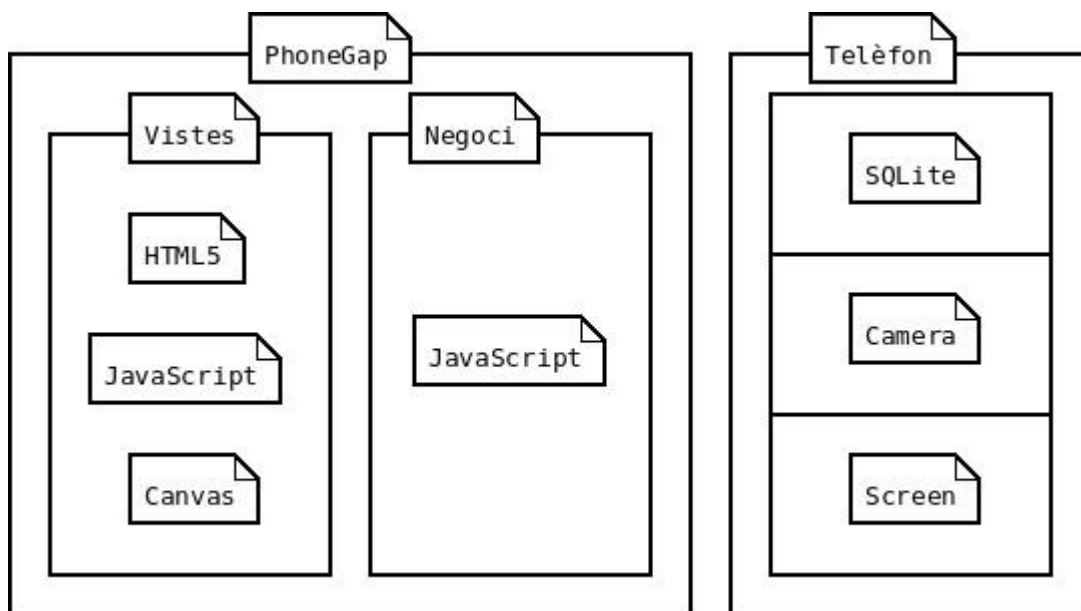 PhoneGap
Telèfon
Vistes
Negoci
SQLite
HTML5
Camera
JavaScript
JavaScript
Canvas
Screen